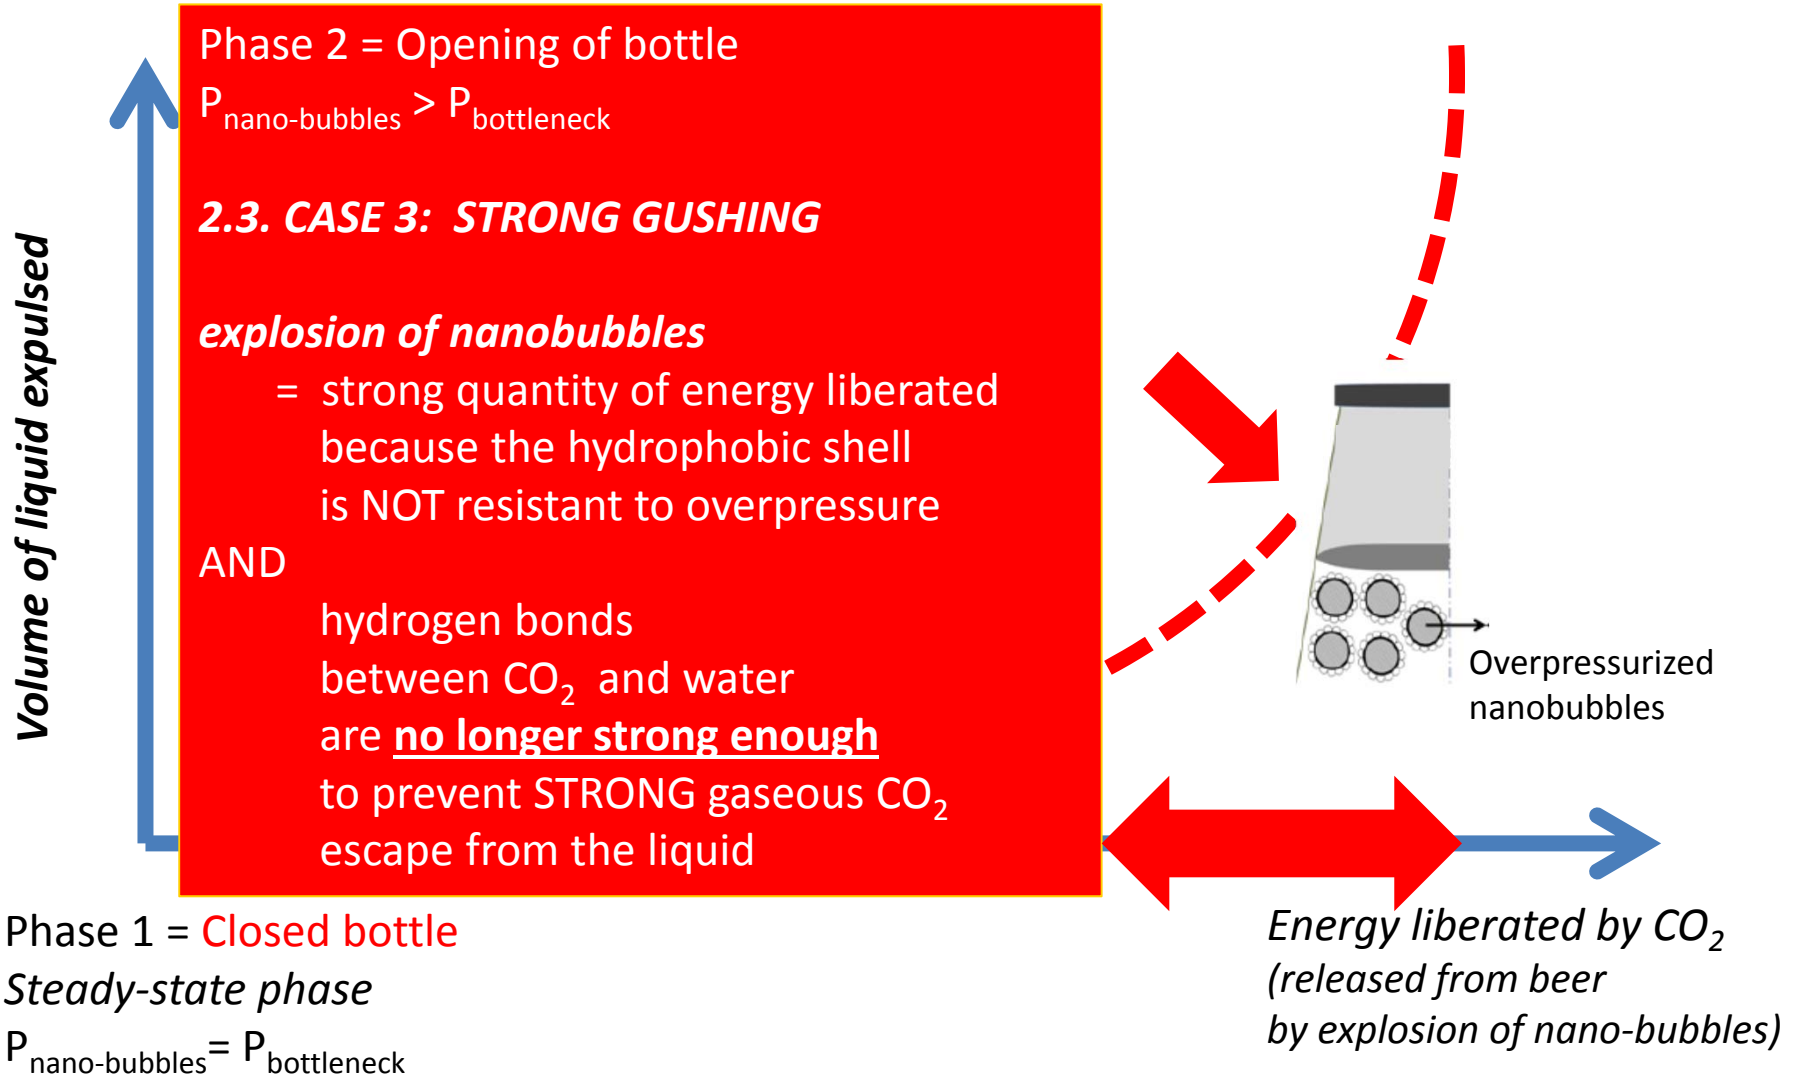 Phase 2 = Opening of bottle
P nano-bubbles > P bottleneck
2.3. CASE 3: STRONG GUSHING
explosion of nanobubbles
= strong quantity of energy liberated
because the hydrophobic shell
is NOT resistant to overpressure
AND
hydrogen bonds
between CO2 and water
are no longer strong enough
to prevent STRONG gaseous CO2
escape from the liquid
Volume of liquid expulsed
Overpressurized
nanobubbles
Phase 1 = Closed bottle
Steady-state phase
P nano-bubbles = P bottleneck
Energy liberated by CO2
(released from beer
by explosion of nano-bubbles)